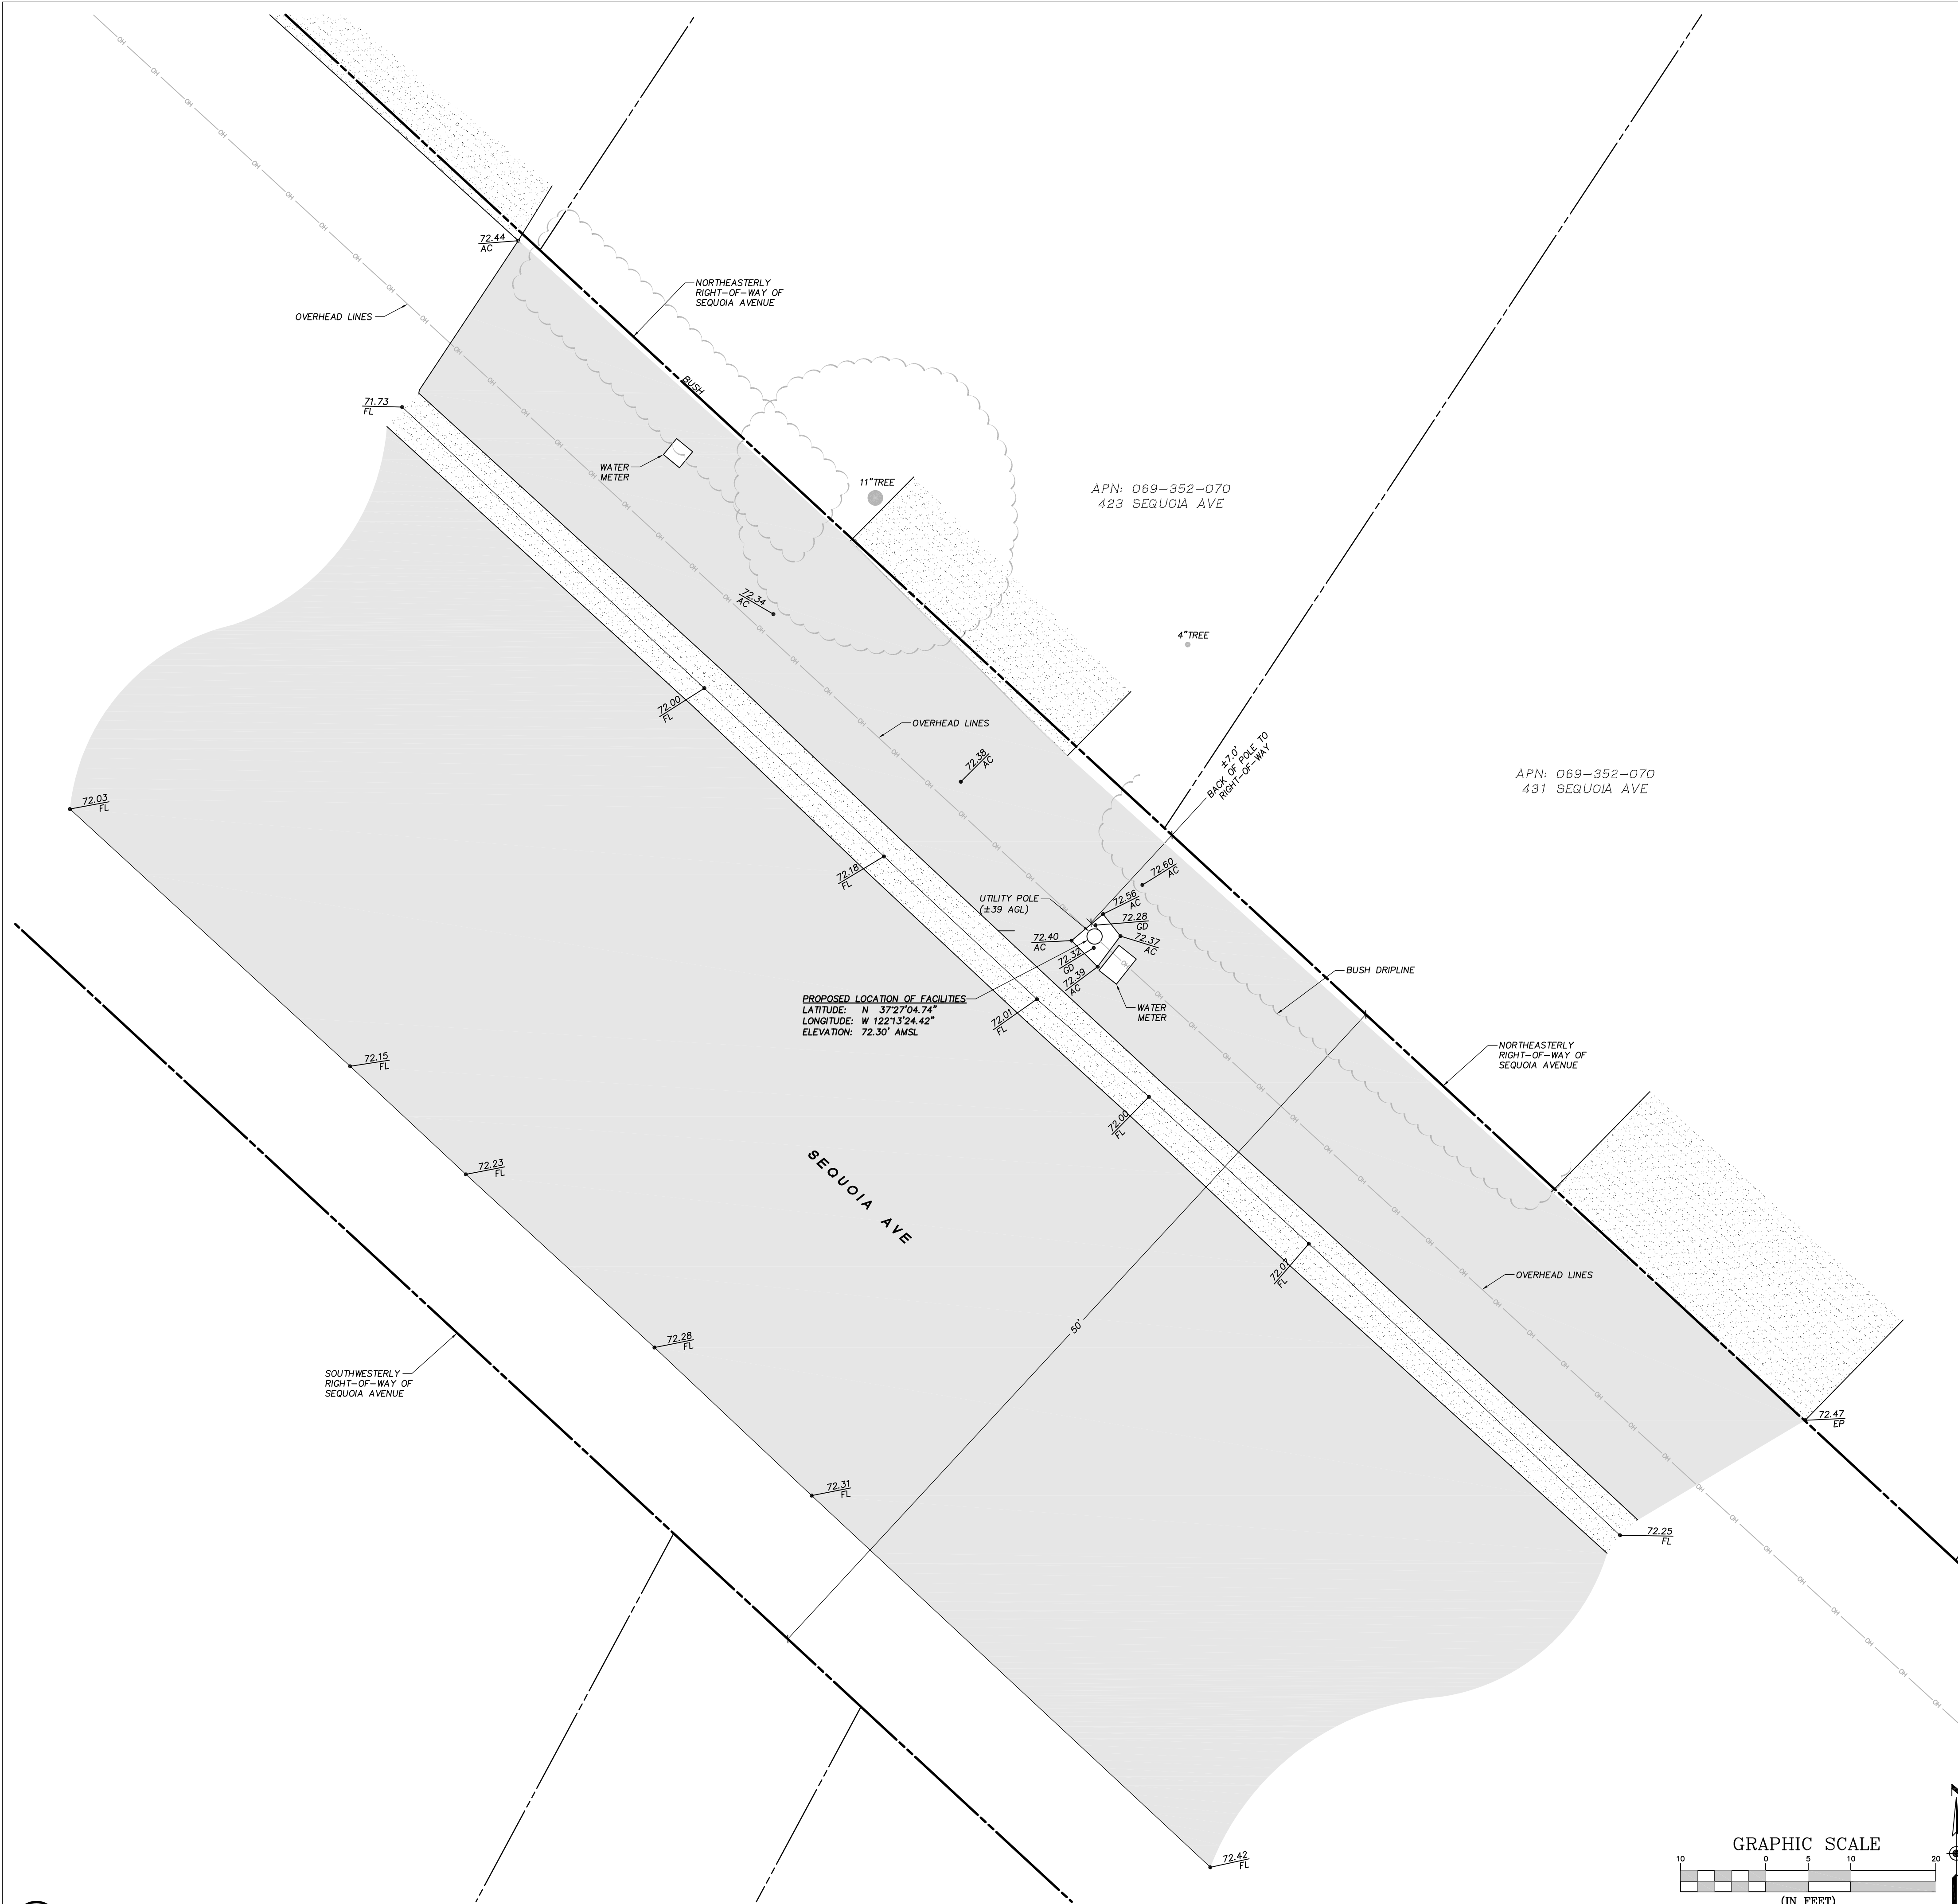 72.44
AC
NORTHEASTERLY
RIGHT-OF-WAY OF
SEQUOIA AVENUE
OVERHEAD LINES
BUSH
71.73
FL
WATER
METER
11"TREE
APN: 069-352-070
423 SEQUOIA AVE
72.34
AC
4"TREE
72.00
FL
OVERHEAD LINES
72.38
AC
±7.0'
BACK OF POLE TO
RIGHT-OF-WAY
APN: 069-352-070
431 SEQUOIA AVE
72.03
FL
72.18
FL
72.60
AC
UTILITY POLE
(±39 AGL)
72.56
AC
72.28
GD
72.40
AC
72.37
AC
72.32
GD
72.39
AC
BUSH DRIPLINE
PROPOSED LOCATION OF FACILITIES
LATITUDE: N 37°27'04.74"
LONGITUDE: W 122°13'24.42"
ELEVATION: 72.30' AMSL
WATER
METER
72.01
FL
NORTHEASTERLY
RIGHT-OF-WAY OF
SEQUOIA AVENUE
72.15
FL
72.00
FL
72.23
FL
SEQUOIA AVE
72.07
FL
OVERHEAD LINES
50'
72.28
FL
SOUTHWESTERLY
RIGHT-OF-WAY OF
SEQUOIA AVENUE
72.47
EP
72.31
FL
72.25
FL
72.42
FL
GRAPHIC SCALE
10 0 5 10 20
(IN FEET)